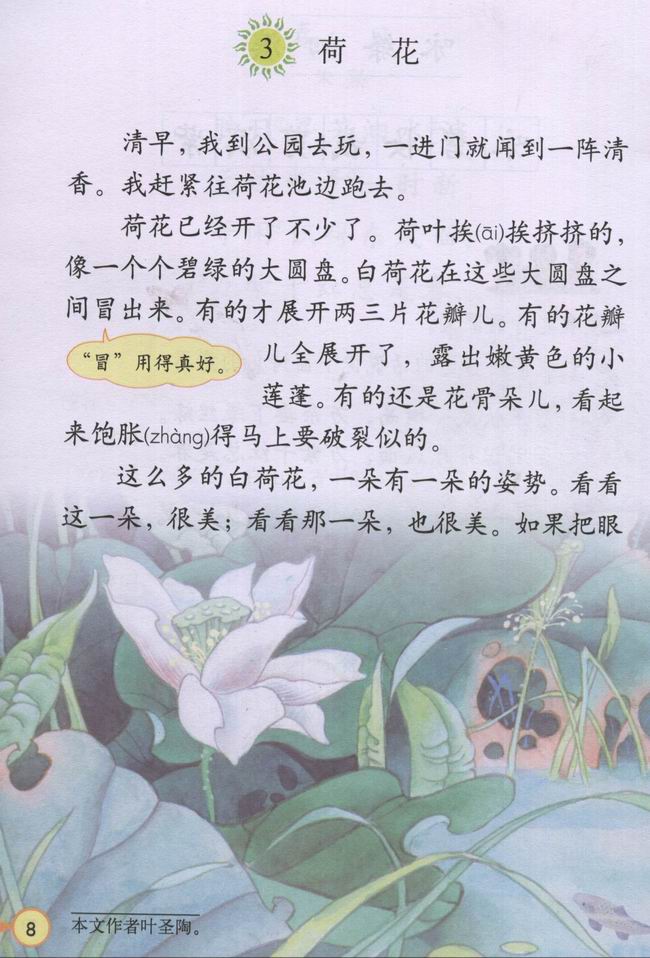 3 荷花
清早，我到公园去玩，一进门就闻到一阵清
香。我赶紧往荷花池边跑去。
荷花已经开了不少了。荷叶挨(āi)挨挤挤的，
像一个个碧绿的大圆盘。白荷花在这些大圆盘之
间冒出来。有的才展开两三片花瓣儿。有的花瓣
儿全展开了，露出嫩黄色的小
“冒”用得真好。
莲蓬。有的还是花骨朵儿，看起
来饱胀(zhàng)得马上要破裂似的。
这么多的白荷花，一朵有一朵的姿势。看看
这一朵，很美；看看那一朵，也很美。如果把眼
本文作者叶圣陶。
8